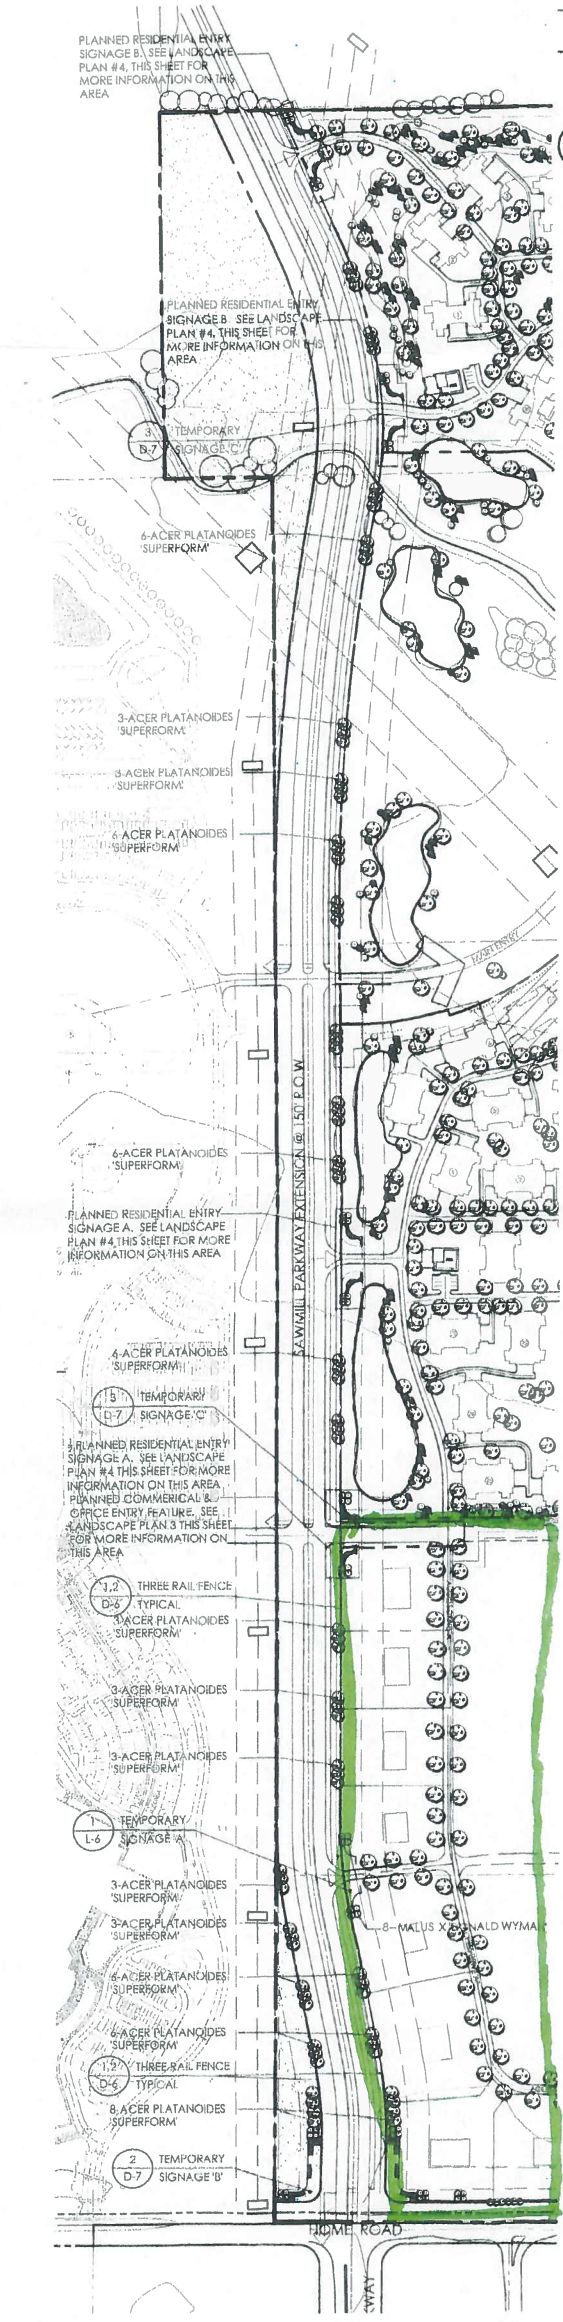 PLANNED RESIDENTIAL ENTRY
SIGNAGE B. SEE LANDSCAPE
PLAN #4, THIS SHEET FOR
MORE INFORMATION ON THIS
AREA
PLANNED RESIDENTIAL ENTRY
SIGNAGE B SEE LANDSCAPE
PLAN #4, THIS SHEET FOR
MORE INFORMATION ON THIS
AREA
3
D-7
TEMPORARY
SIGNAGE 'C'
6-ACER PLATANOIDES
'SUPERFORM'
3-ACER PLATANOIDES
'SUPERFORM'
3-ACER PLATANOIDES
'SUPERFORM'
6-ACER PLATANOIDES
'SUPERFORM'
SAWMILL PARKWAY EXTENSION @ 150' R.O.W
6-ACER PLATANOIDES
'SUPERFORM'
PLANNED RESIDENTIAL ENTRY
SIGNAGE A. SEE LANDSCAPE
PLAN #4, THIS SHEET FOR MORE
INFORMATION ON THIS AREA
6-ACER PLATANOIDES
'SUPERFORM'
3
D-7
TEMPORARY
SIGNAGE 'C'
PLANNED RESIDENTIAL ENTRY
SIGNAGE A. SEE LANDSCAPE
PLAN #4 THIS SHEET FOR MORE
INFORMATION ON THIS AREA
PLANNED COMMERICAL &
OFFICE ENTRY FEATURE. SEE
LANDSCAPE PLAN 3 THIS SHEET
FOR MORE INFORMATION ON
THIS AREA
1,2
D-6
THREE RAIL FENCE
TYPICAL
3-ACER PLATANOIDES
'SUPERFORM'
3-ACER PLATANOIDES
'SUPERFORM'
3-ACER PLATANOIDES
'SUPERFORM'
1
L-6
TEMPORARY
SIGNAGE 'A'
3-ACER PLATANOIDES
'SUPERFORM'
3-ACER PLATANOIDES
'SUPERFORM'
8-MALUS X DONALD WYMAN
6-ACER PLATANOIDES
'SUPERFORM'
6-ACER PLATANOIDES
'SUPERFORM'
1,2
D-6
THREE RAIL FENCE
TYPICAL
8-ACER PLATANOIDES
'SUPERFORM'
2
D-7
TEMPORARY
SIGNAGE 'B'
HOME ROAD